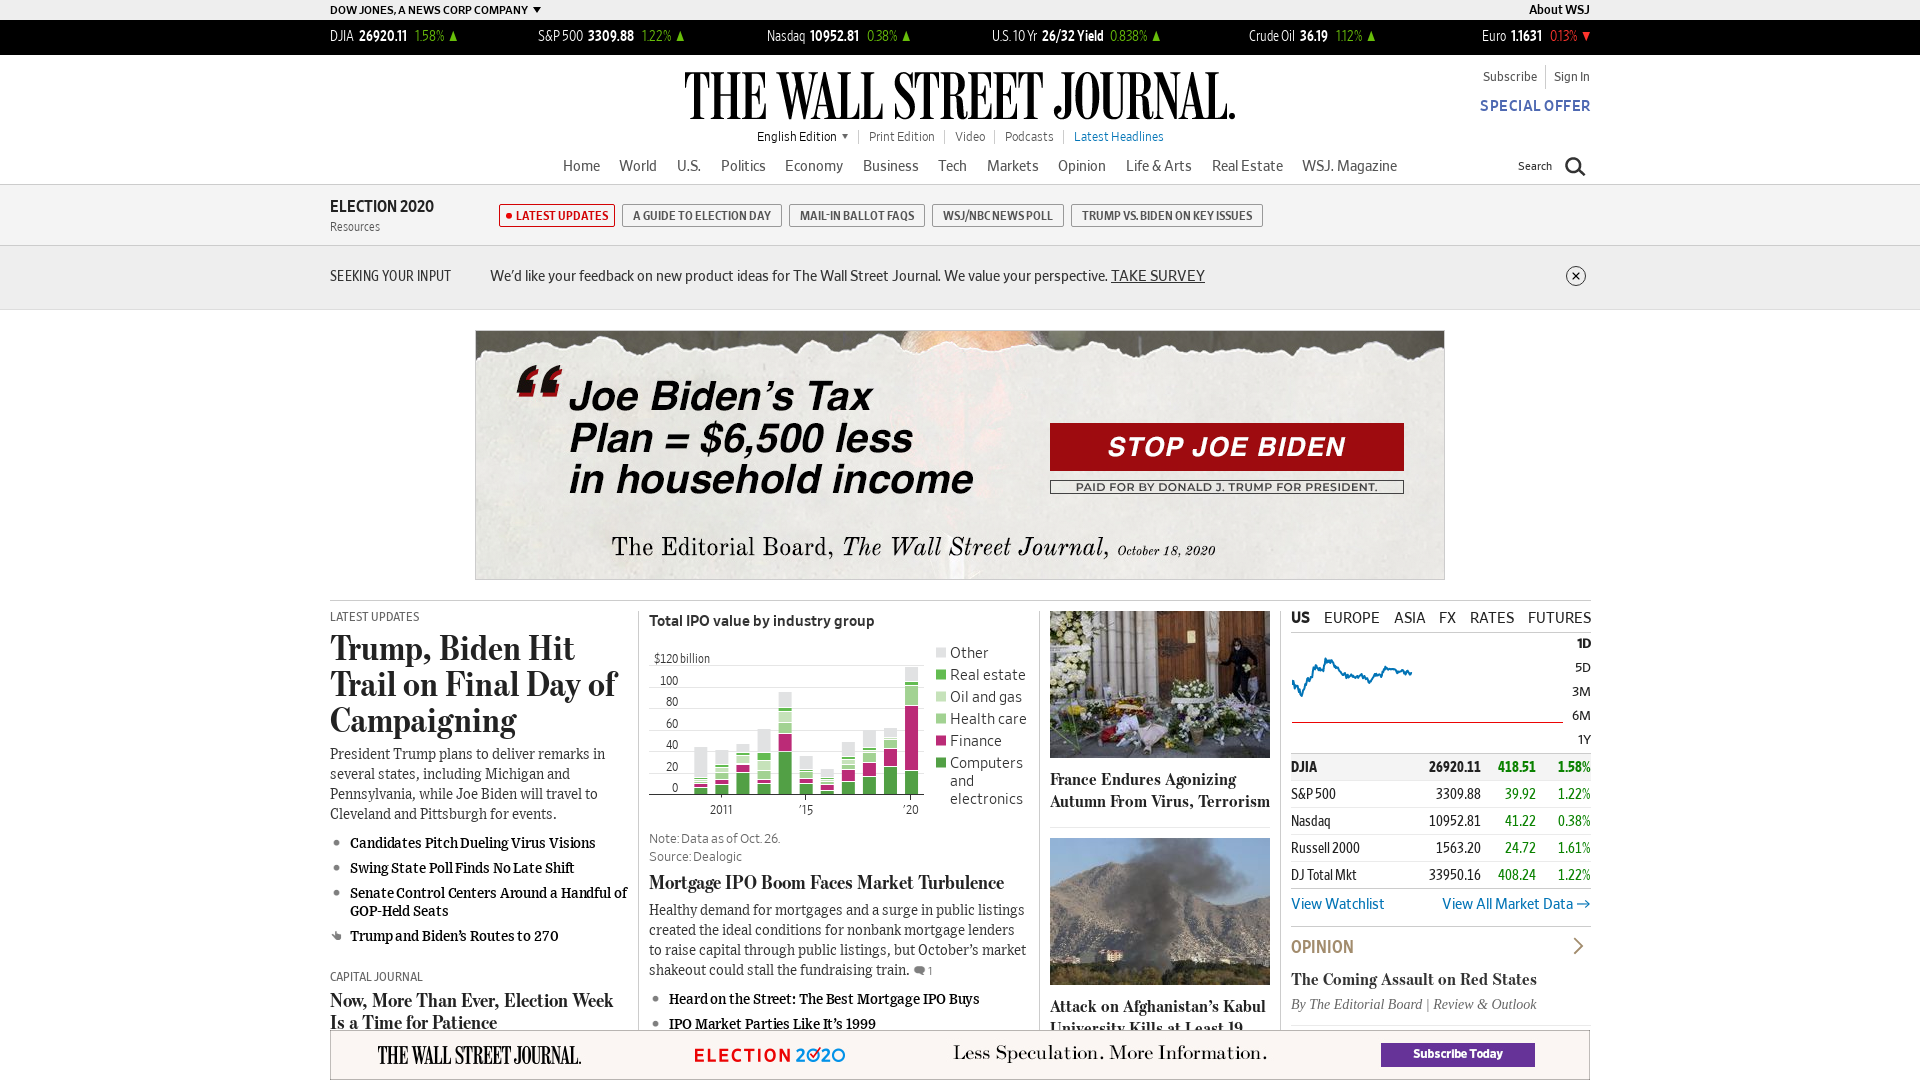 DOW JONES, A NEWS CORP COMPANY
About WSJ
DJIA 26920.11 1.58%
S&P 500 3309.88 1.22%
Nasdaq 10952.81 0.38%
U.S. 10 Yr 26/32 Yield 0.838%
Crude Oil 36.19 1.12%
Euro 1.1631 0.13%
THE WALL STREET JOURNAL.
Subscribe
Sign In
SPECIAL OFFER
English Edition
Print Edition
Video
Podcasts
Latest Headlines
Home World U.S. Politics Economy Business Tech Markets Opinion Life & Arts Real Estate WSJ. Magazine
Search
ELECTION 2020
Resources
LATEST UPDATES
A GUIDE TO ELECTION DAY
MAIL-IN BALLOT FAQS
WSJ/NBC NEWS POLL
TRUMP VS. BIDEN ON KEY ISSUES
SEEKING YOUR INPUT
We’d like your feedback on new product ideas for The Wall Street Journal. We value your perspective. TAKE SURVEY
“Joe Biden’s Tax
Plan = $6,500 less
in household income
STOP JOE BIDEN
PAID FOR BY DONALD J. TRUMP FOR PRESIDENT.
The Editorial Board, The Wall Street Journal, October 18, 2020
LATEST UPDATES
Trump, Biden Hit
Trail on Final Day of
Campaigning
President Trump plans to deliver remarks in
several states, including Michigan and
Pennsylvania, while Joe Biden will travel to
Cleveland and Pittsburgh for events.
Candidates Pitch Dueling Virus Visions
Swing State Poll Finds No Late Shift
Senate Control Centers Around a Handful of
GOP-Held Seats
Trump and Biden’s Routes to 270
CAPITAL JOURNAL
Now, More Than Ever, Election Week
Is a Time for Patience
Total IPO value by industry group
$120 billion
100
80
60
40
20
0
2011
’15
’20
Other
Real estate
Oil and gas
Health care
Finance
Computers
and
electronics
Note: Data as of Oct. 26.
Source: Dealogic
Mortgage IPO Boom Faces Market Turbulence
Healthy demand for mortgages and a surge in public listings
created the ideal conditions for nonbank mortgage lenders
to raise capital through public listings, but October’s market
shakeout could stall the fundraising train. 1
Heard on the Street: The Best Mortgage IPO Buys
IPO Market Parties Like It’s 1999
France Endures Agonizing
Autumn From Virus, Terrorism
Attack on Afghanistan’s Kabul
University Kills at Least 19
US EUROPE ASIA FX RATES FUTURES
1D
5D
3M
6M
1Y
DJIA 26920.11 418.51 1.58%
S&P 500 3309.88 39.92 1.22%
Nasdaq 10952.81 41.22 0.38%
Russell 2000 1563.20 24.72 1.61%
DJ Total Mkt 33950.16 408.24 1.22%
View Watchlist
View All Market Data
OPINION
The Coming Assault on Red States
By The Editorial Board | Review & Outlook
THE WALL STREET JOURNAL.
ELECTION 2020
Less Speculation. More Information.
Subscribe Today